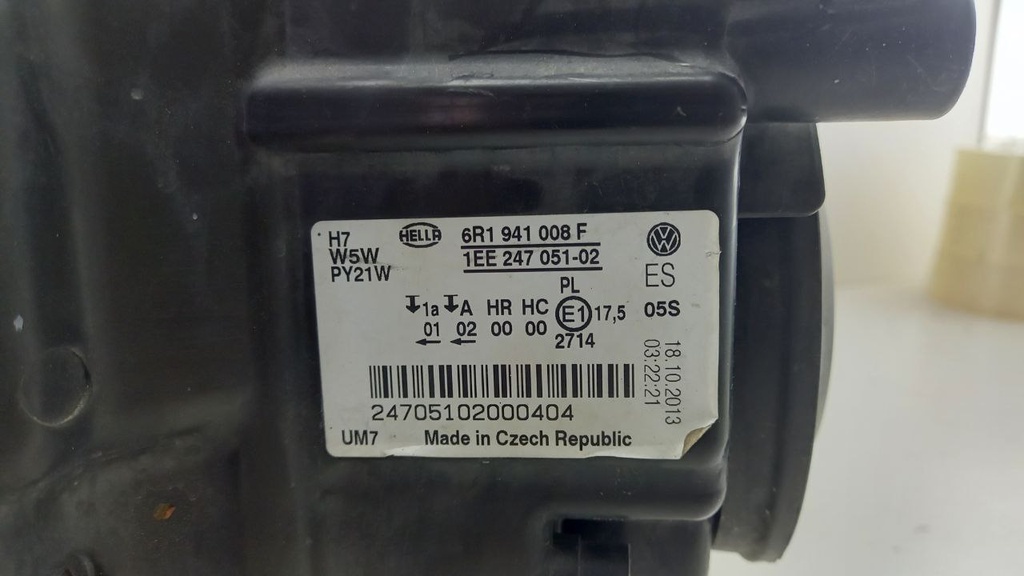 H7
W5W
PY21W
HELLA
6R1 941 008 F
1EE 247 051-02
VW
ES
PL
1a A HR HC E1 17,5 05S
01 02 00 00 2714
18.10.2013
03:22:21
24705102000404
UM7 Made in Czech Republic